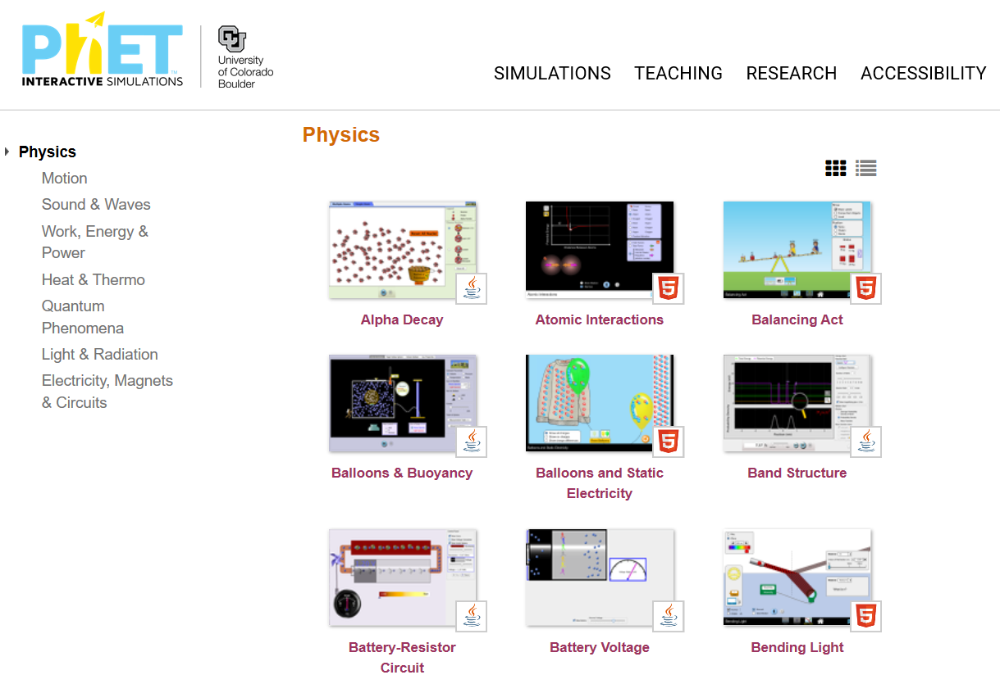 PhET
INTERACTIVE SIMULATIONS
CU
University
of Colorado
Boulder
SIMULATIONS TEACHING RESEARCH ACCESSIBILITY
Physics
Motion
Sound & Waves
Work, Energy &
Power
Heat & Thermo
Quantum
Phenomena
Light & Radiation
Electricity, Magnets
& Circuits
Physics
Alpha Decay
Atomic Interactions
Balancing Act
Balloons & Buoyancy
Balloons and Static
Electricity
Band Structure
Battery-Resistor
Circuit
Battery Voltage
Bending Light